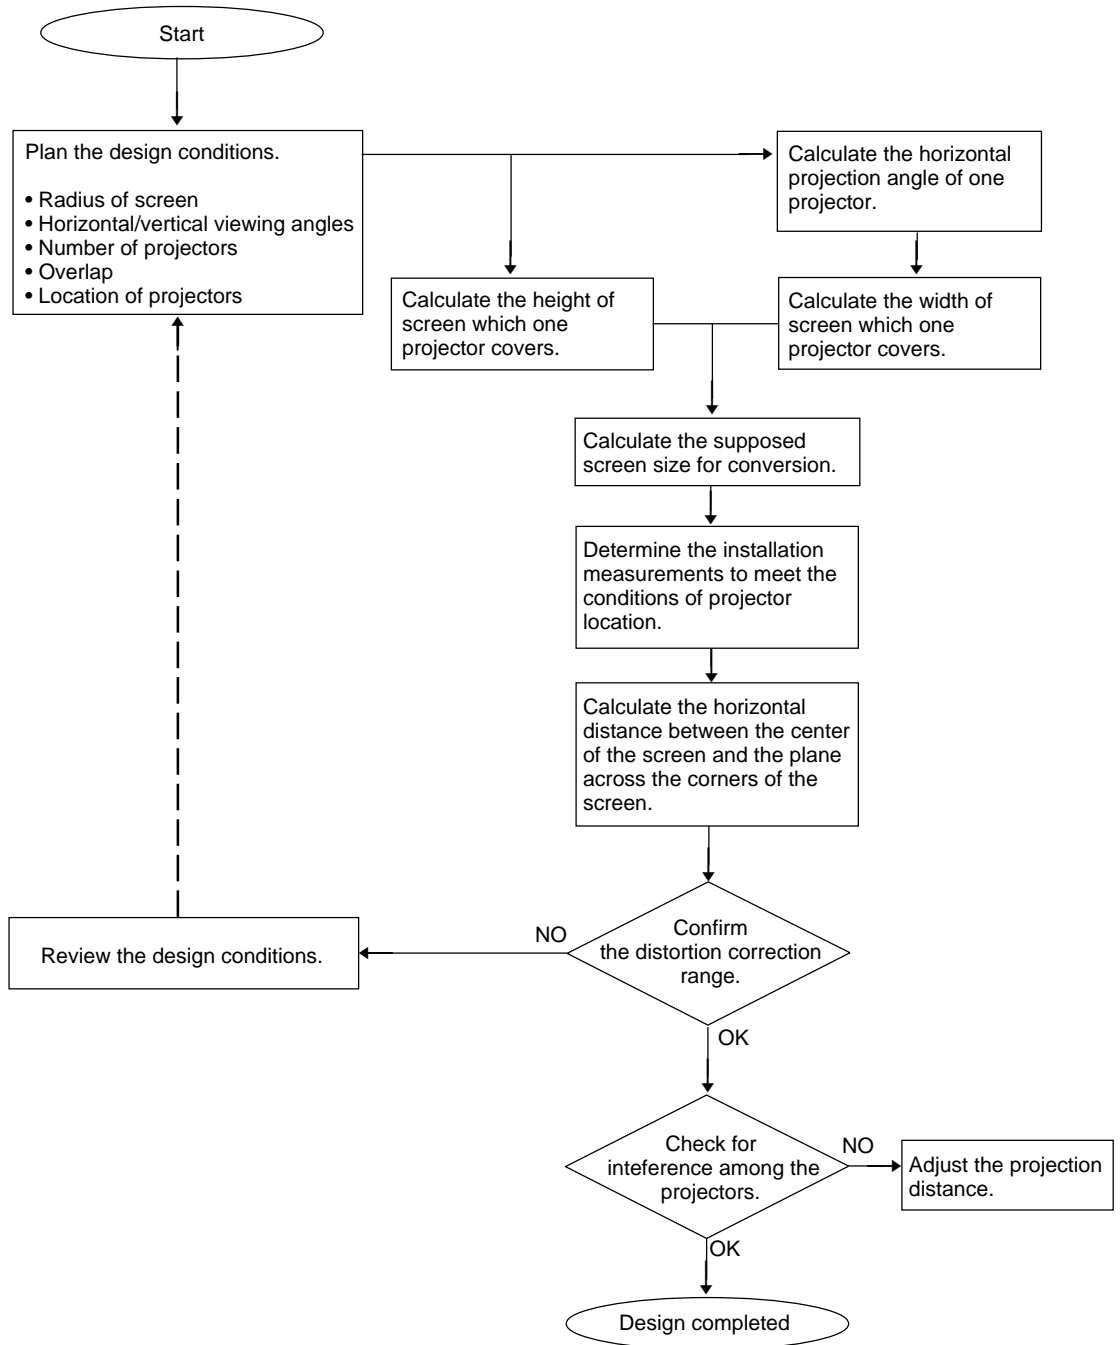 Start
Plan the design conditions.
• Radius of screen
• Horizontal/vertical viewing angles
• Number of projectors
• Overlap
• Location of projectors
Calculate the horizontal
projection angle of one
projector.
Calculate the height of
screen which one
projector covers.
Calculate the width of
screen which one
projector covers.
Calculate the supposed
screen size for conversion.
Determine the installation
measurements to meet the
conditions of projector
location.
Calculate the horizontal
distance between the center
of the screen and the plane
across the corners of the
screen.
Confirm
the distortion correction
range.
NO
Review the design conditions.
OK
Check for
inteference among the
projectors.
NO
Adjust the projection
distance.
OK
Design completed